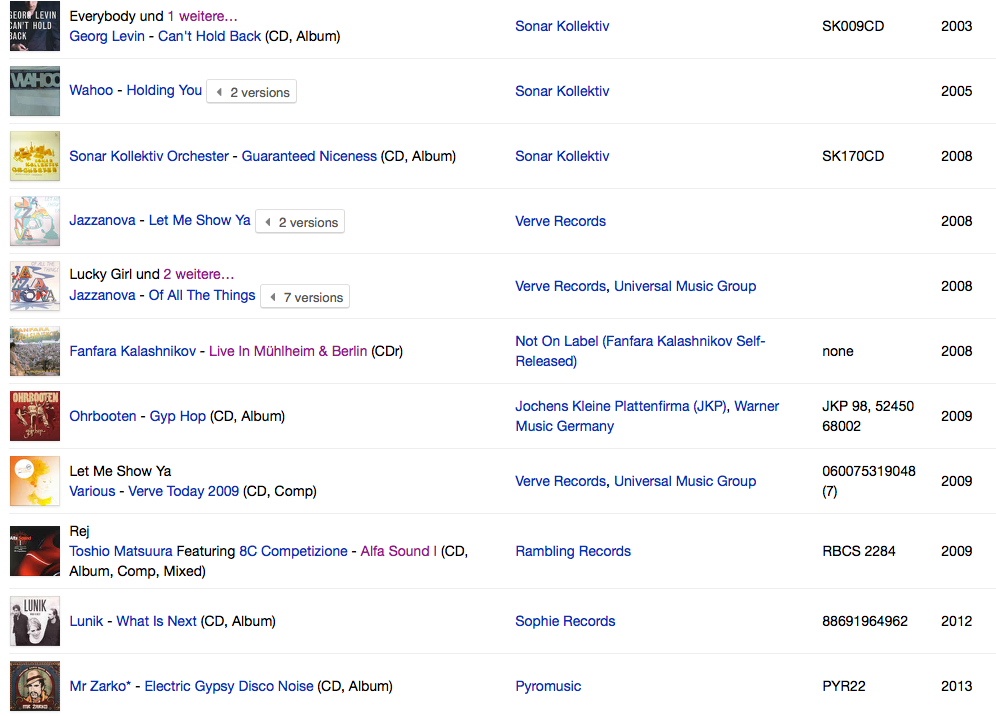 GEORG LEVIN
CAN'T HOLD
BACK
Everybody und 1 weitere…
Georg Levin - Can't Hold Back (CD, Album)
Sonar Kollektiv
SK009CD
2003
WAHOO
Wahoo - Holding You
2 versions
Sonar Kollektiv
2005
Sonar Kollektiv Orchester - Guaranteed Niceness (CD, Album)
Sonar Kollektiv
SK170CD
2008
Jazzanova - Let Me Show Ya
2 versions
Verve Records
2008
OF ALL THE THINGS
Lucky Girl und 2 weitere…
Jazzanova - Of All The Things
7 versions
Verve Records, Universal Music Group
2008
Fanfara Kalashnikov - Live In Mühlheim & Berlin (CDr)
Not On Label (Fanfara Kalashnikov Self-
Released)
none
2008
OHRBOOTEN
Ohrbooten - Gyp Hop (CD, Album)
Jochens Kleine Plattenfirma (JKP), Warner
Music Germany
JKP 98, 52450
68002
2009
Let Me Show Ya
Various - Verve Today 2009 (CD, Comp)
Verve Records, Universal Music Group
060075319048
(7)
2009
Alfa Sound
Rej
Toshio Matsuura Featuring 8C Competizione - Alfa Sound I (CD,
Album, Comp, Mixed)
Rambling Records
RBCS 2284
2009
LUNIK
Lunik - What Is Next (CD, Album)
Sophie Records
88691964962
2012
MR ZARKO
Mr Zarko* - Electric Gypsy Disco Noise (CD, Album)
Pyromusic
PYR22
2013